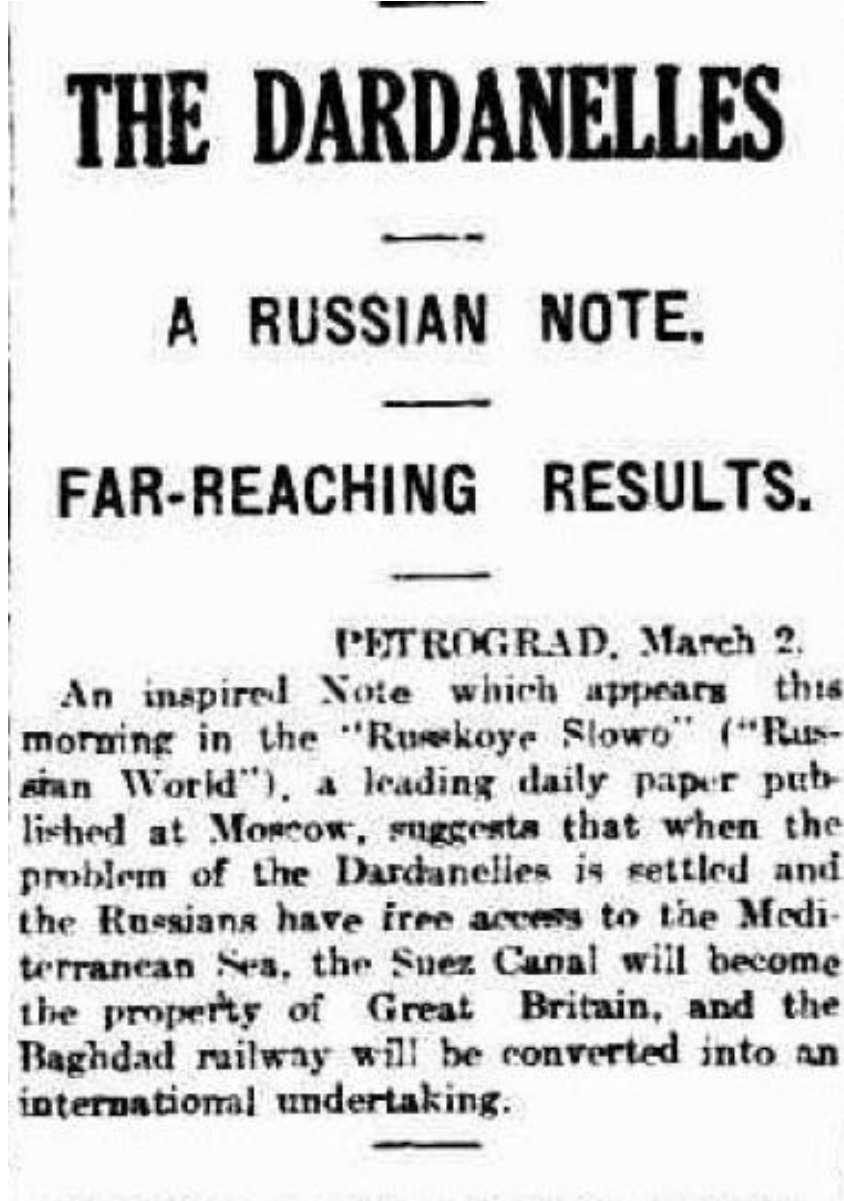 THE DARDANELLES
A RUSSIAN NOTE.
FAR-REACHING RESULTS.
PETROGRAD, March 2.
An inspired Note which appears this
morning in the "Russkoye Slowo" ("Rus-
sian World"), a leading daily paper pub-
lished at Moscow, suggests that when the
problem of the Dardanelles is settled and
the Russians have free access to the Medi-
terranean Sea, the Suez Canal will become
the property of Great Britain, and the
Baghdad railway will be converted into an
international undertaking.